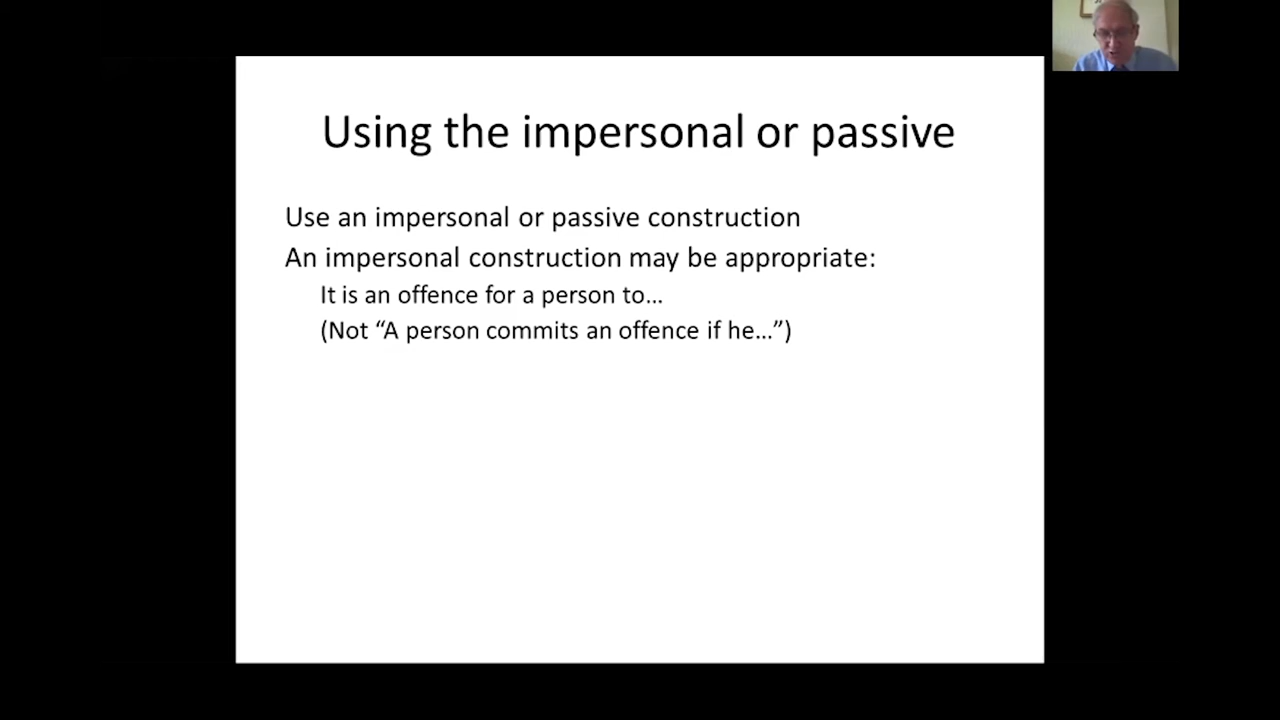 Using the impersonal or passive
Use an impersonal or passive construction
An impersonal construction may be appropriate:
It is an offence for a person to…
(Not “A person commits an offence if he…”)